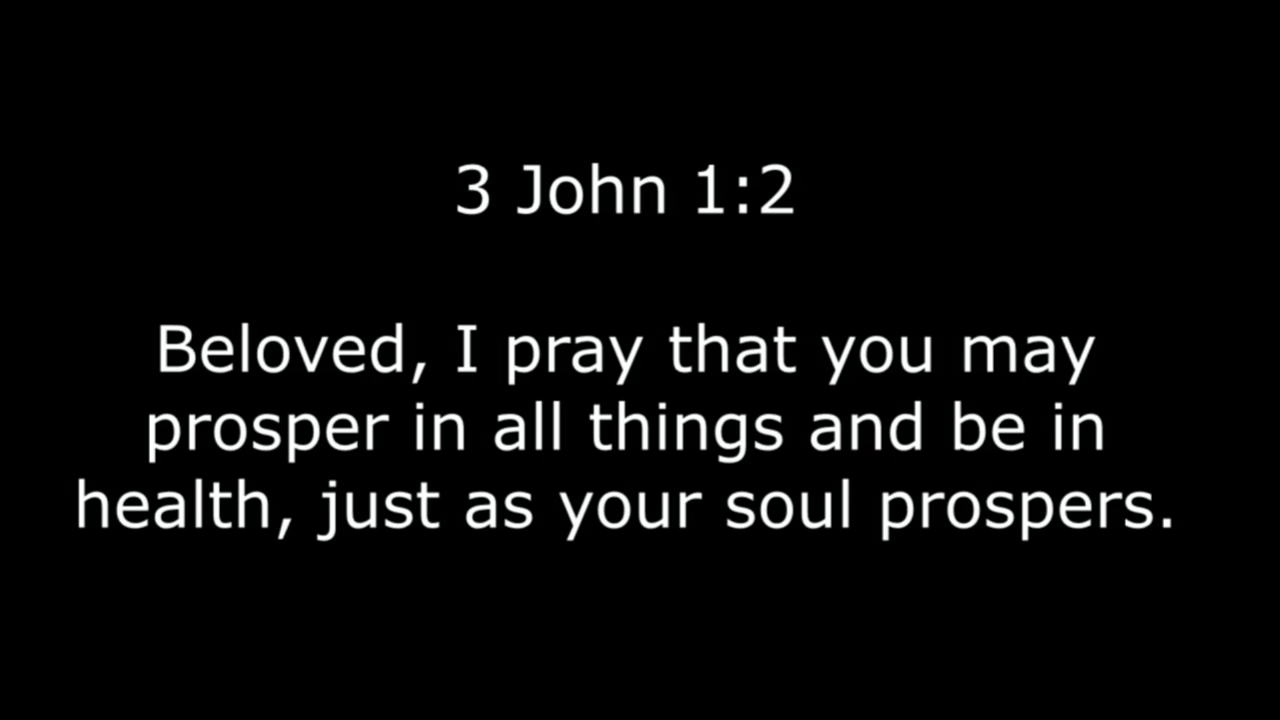 3 John 1:2
Beloved, I pray that you may
prosper in all things and be in
health, just as your soul prospers.